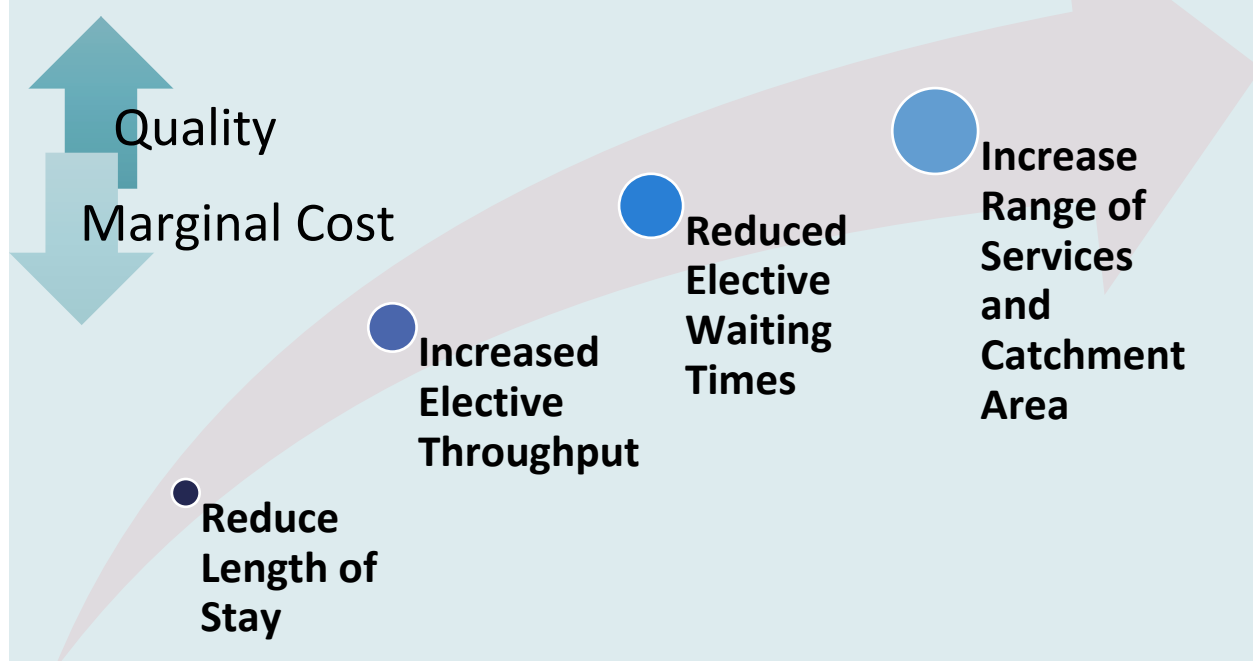 Quality
Marginal Cost
Reduce
Length of
Stay
Increased
Elective
Throughput
Reduced
Elective
Waiting
Times
Increase
Range of
Services
and
Catchment
Area